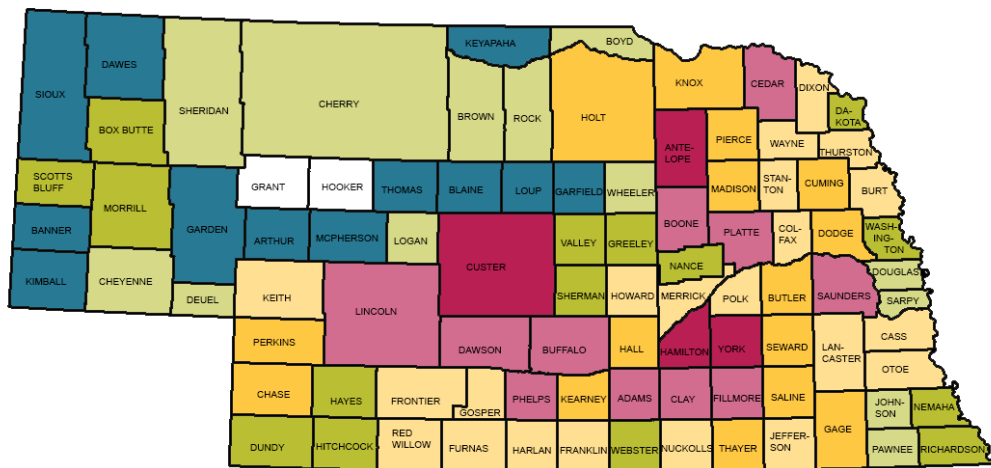 KEYAPAHA
BOYD
DAWES
SIOUX
SHERIDAN
CHERRY
BROWN
ROCK
HOLT
KNOX
CEDAR
DIXON
DA-
KOTA
BOX BUTTE
ANTE-
LOPE
PIERCE
WAYNE
THURSTON
SCOTTS
BLUFF
MORRILL
GARDEN
GRANT
HOOKER
THOMAS
BLAINE
LOUP
GARFIELD
WHEELER
MADISON
STAN-
TON
CUMING
BURT
BANNER
ARTHUR
MCPHERSON
LOGAN
CUSTER
VALLEY
GREELEY
BOONE
PLATTE
COL-
FAX
DODGE
WASH-
ING-
TON
KIMBALL
CHEYENNE
DEUEL
KEITH
LINCOLN
SHERMAN
HOWARD
NANCE
MERRICK
POLK
BUTLER
SAUNDERS
DOUGLAS
SARPY
PERKINS
DAWSON
BUFFALO
HALL
HAMILTON
YORK
SEWARD
LAN-
CASTER
CASS
OTOE
CHASE
HAYES
FRONTIER
GOSPER
PHELPS
KEARNEY
ADAMS
CLAY
FILLMORE
SALINE
GAGE
JOHN-
SON
NEMAHA
DUNDY
HITCHCOCK
RED
WILLOW
FURNAS
HARLAN
FRANKLIN
WEBSTER
NUCKOLLS
THAYER
JEFFER-
SON
PAWNEE
RICHARDSON